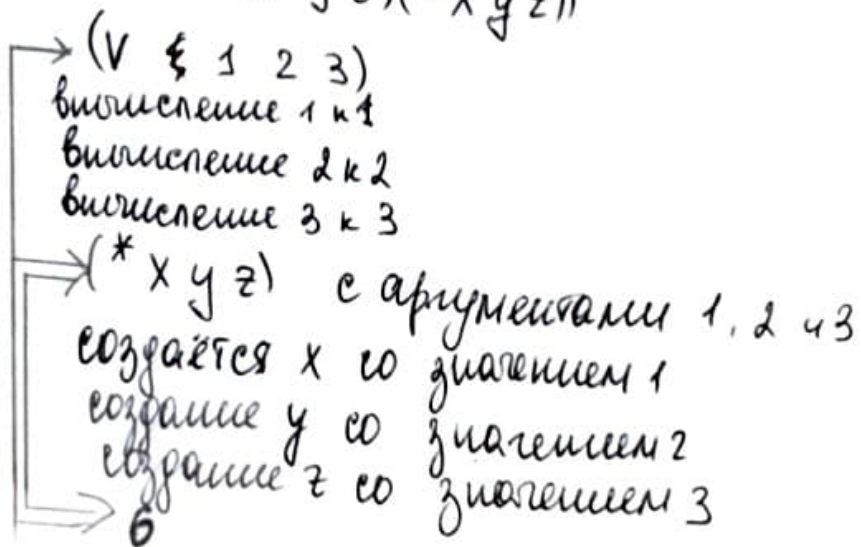 x y z))
(V 1 2 3)
вычисление 1 к 1
вычисление 2 к 2
вычисление 3 к 3
(* x y z) с аргументами 1, 2 и 3
создаётся x со значением 1
создание y со значением 2
создание z со значением 3
6